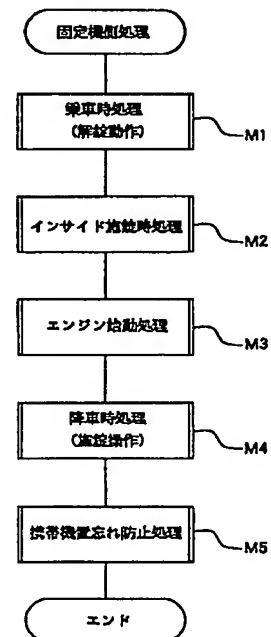 固定機側処理
乗車時処理
(解錠動作)
M1
インサイド施錠時処理
M2
エンジン始動処理
M3
降車時処理
(施錠操作)
M4
携帯機置忘れ防止処理
M5
エンド